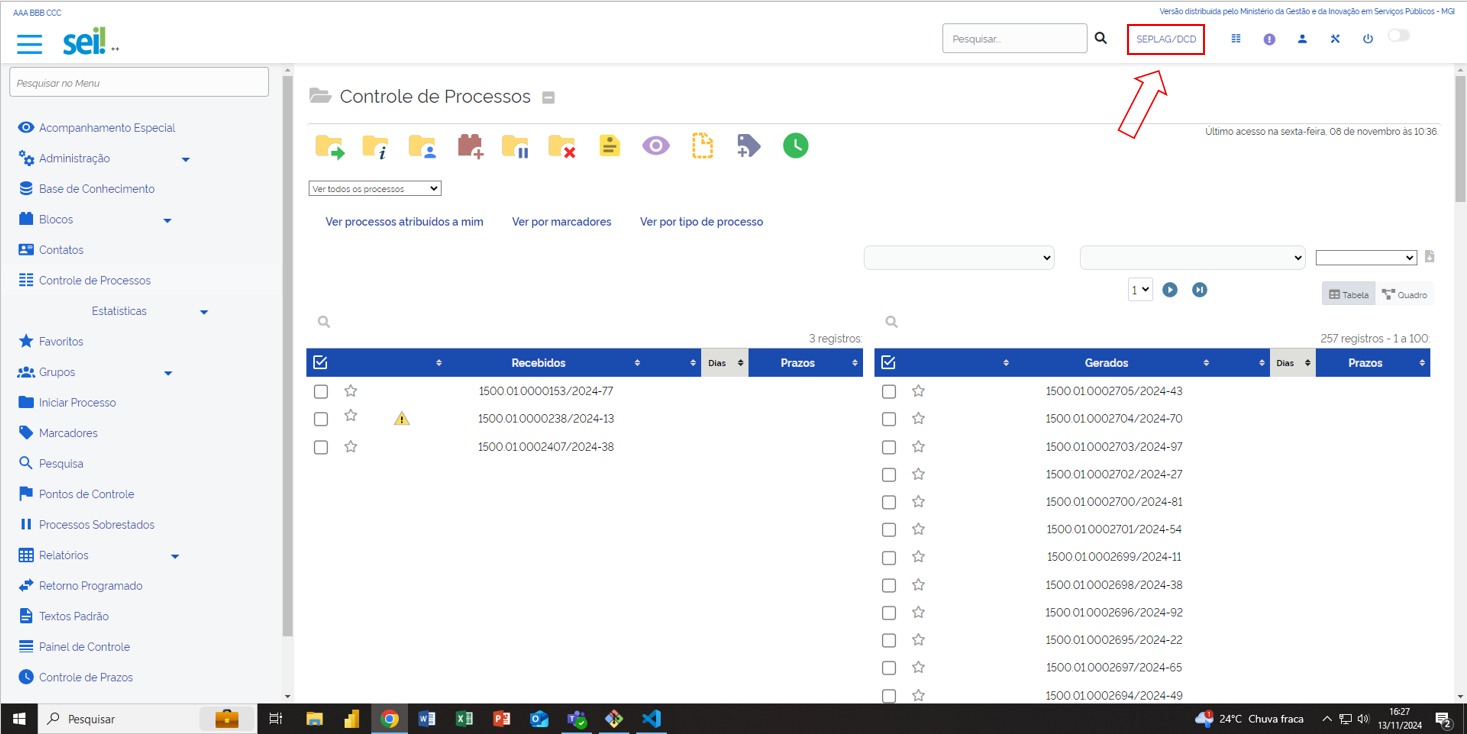 AAA BBB CCC
Versão distribuída pelo Ministério da Gestão e da Inovação em Serviços Públicos - MGI
sei!
++
Pesquisar...
SEPLAG/DCD
Pesquisar no Menu
Acompanhamento Especial
Administração
Base de Conhecimento
Blocos
Contatos
Controle de Processos
Estatísticas
Favoritos
Grupos
Iniciar Processo
Marcadores
Pesquisa
Pontos de Controle
Processos Sobrestados
Relatórios
Retorno Programado
Textos Padrão
Painel de Controle
Controle de Prazos
Controle de Processos
Último acesso na sexta-feira, 08 de novembro às 10:36.
Ver todos os processos
Ver processos atribuídos a mim Ver por marcadores Ver por tipo de processo
1
Tabela Quadro
3 registros:
Recebidos Dias Prazos
1500.01.0000153/2024-77
1500.01.0000238/2024-13
1500.01.0002407/2024-38
257 registros - 1 a 100:
Gerados Dias Prazos
1500.01.0002705/2024-43
1500.01.0002704/2024-70
1500.01.0002703/2024-97
1500.01.0002702/2024-27
1500.01.0002700/2024-81
1500.01.0002701/2024-54
1500.01.0002699/2024-11
1500.01.0002698/2024-38
1500.01.0002696/2024-92
1500.01.0002695/2024-22
1500.01.0002697/2024-65
1500.01.0002694/2024-49
Pesquisar
24°C Chuva fraca
16:27
13/11/2024
2